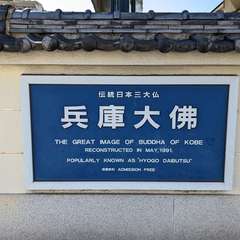 伝統日本三大仏
兵庫大佛
THE GREAT IMAGE OF BUDDHA OF KOBE
RECONSTRUCTED IN MAY,1991.
POPULARLY KNOWN AS "HYOGO DAIBUTSU"
ADMISSION FREE